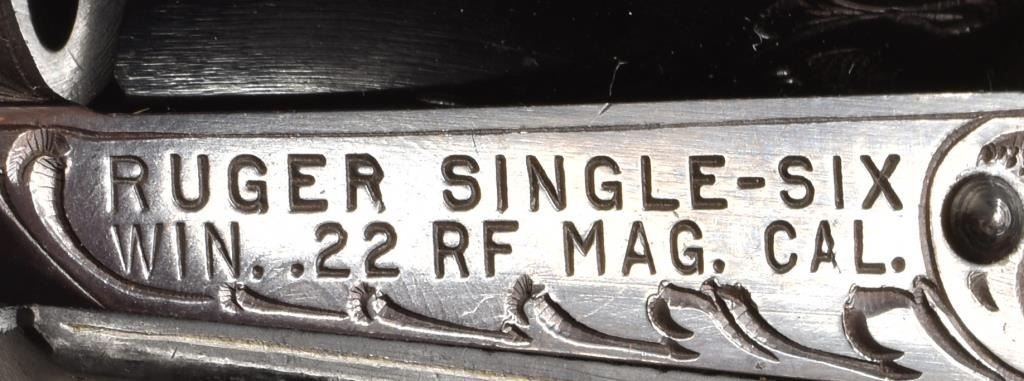 RUGER SINGLE-SIX
WIN. .22 RF MAG. CAL.